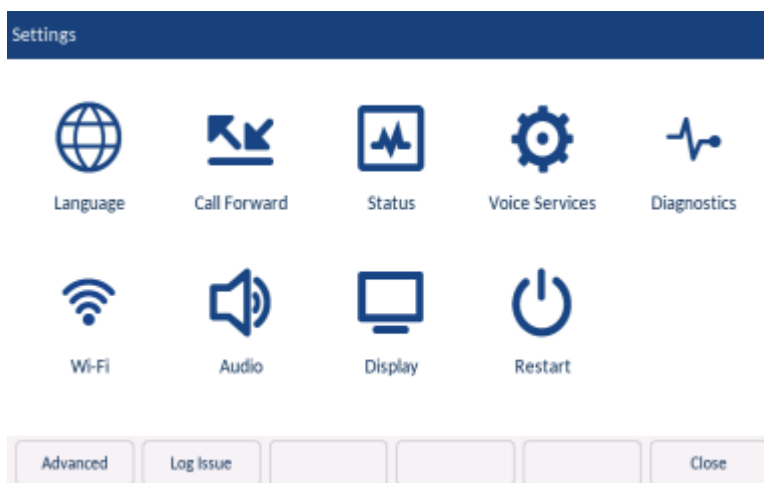 Settings
Language Call Forward Status Voice Services Diagnostics
Wi-Fi Audio Display Restart
Advanced Log Issue Close